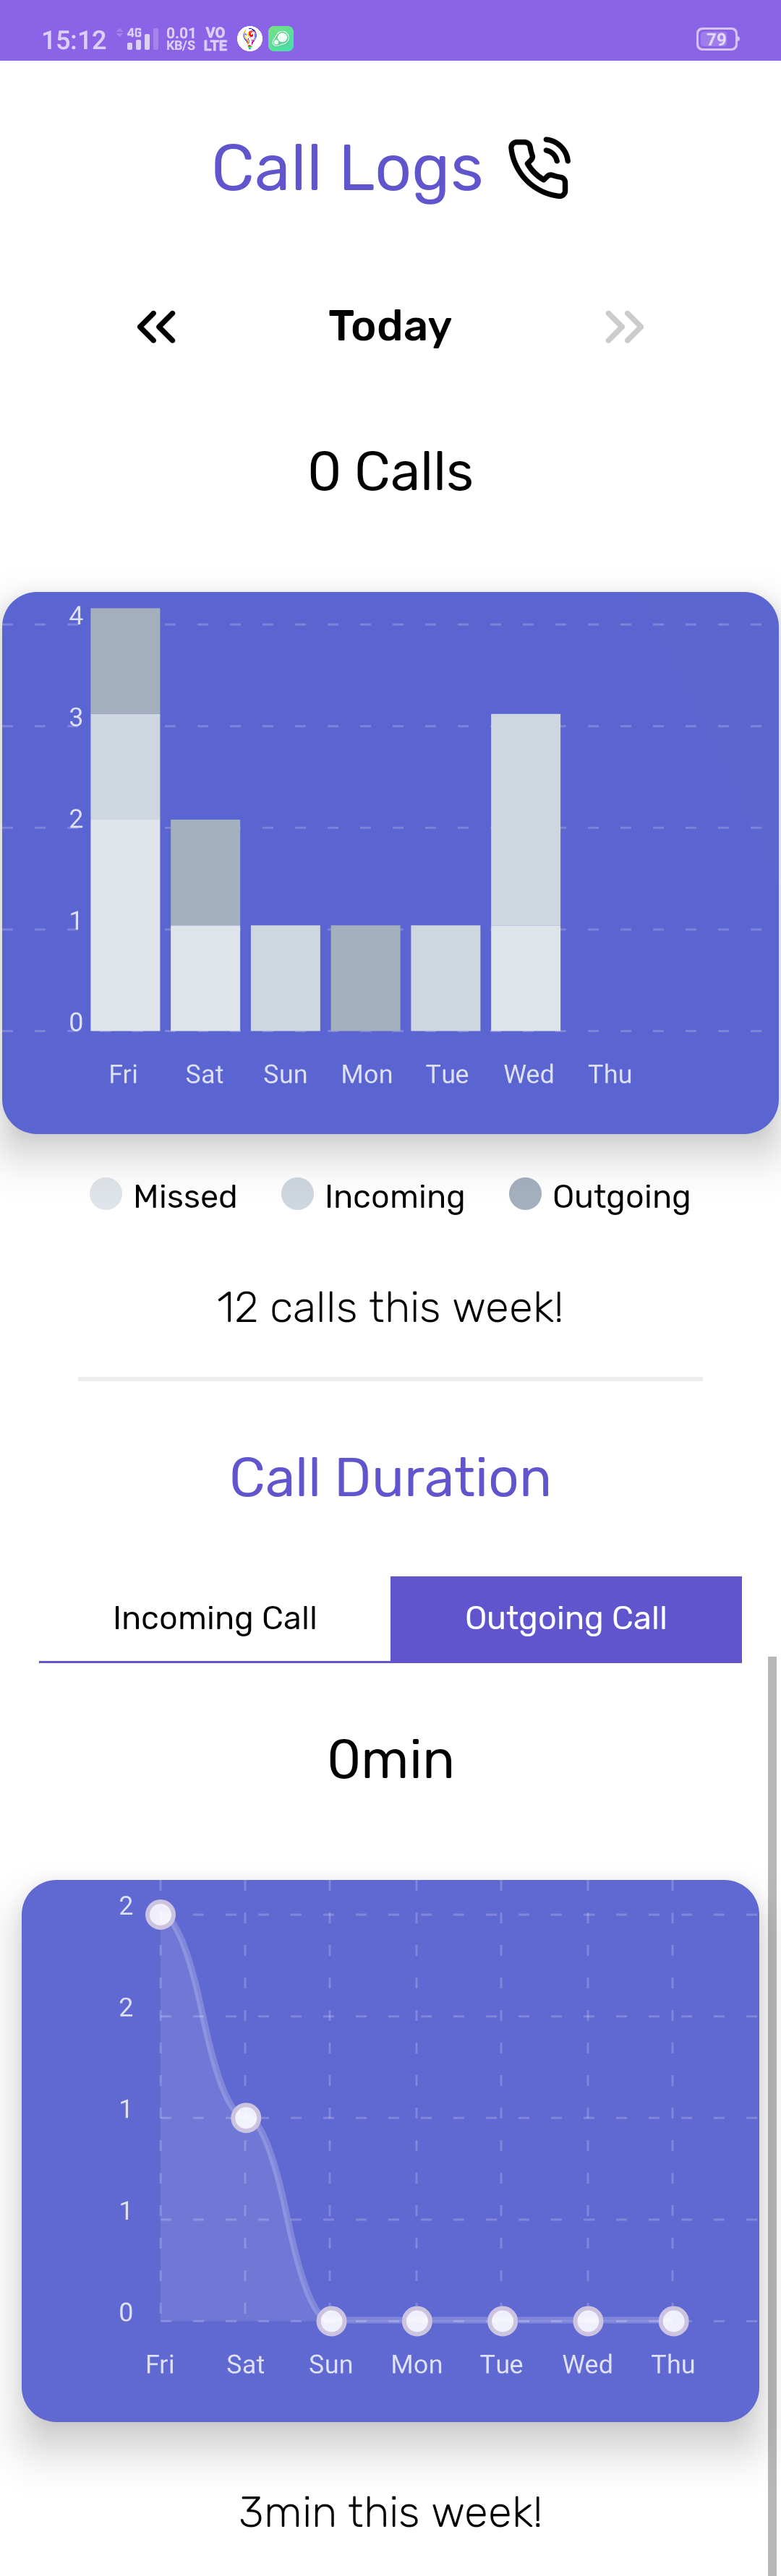 15:12 4G 0.01 KB/S VO LTE 79
Call Logs
Today
0 Calls
4
3
2
1
0
Fri Sat Sun Mon Tue Wed Thu
Missed Incoming Outgoing
12 calls this week!
Call Duration
Incoming Call Outgoing Call
0min
2
2
1
1
0
Fri Sat Sun Mon Tue Wed Thu
3min this week!